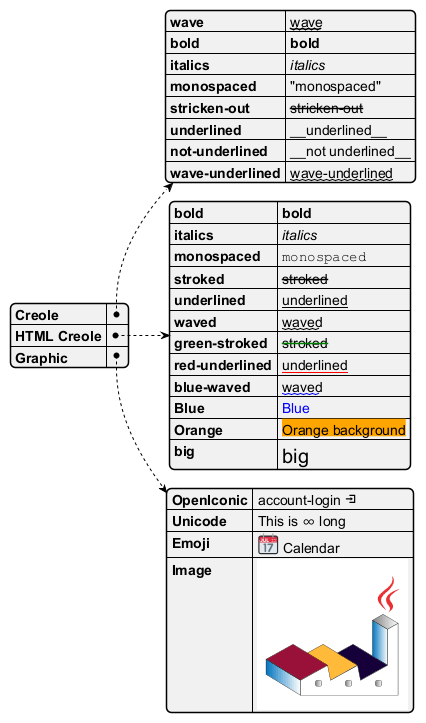 wave wave
bold bold
italics italics
monospaced "monospaced"
stricken-out stricken-out
underlined __underlined__
not-underlined __not underlined__
wave-underlined wave-underlined
bold bold
italics italics
monospaced monospaced
stroked stroked
underlined underlined
waved waved
green-stroked stroked
red-underlined underlined
blue-waved waved
Blue Blue
Orange Orange background
big big
Creole
HTML Creole
Graphic
OpenIconic account-login
Unicode This is ∞ long
Emoji JUL 17 Calendar
Image